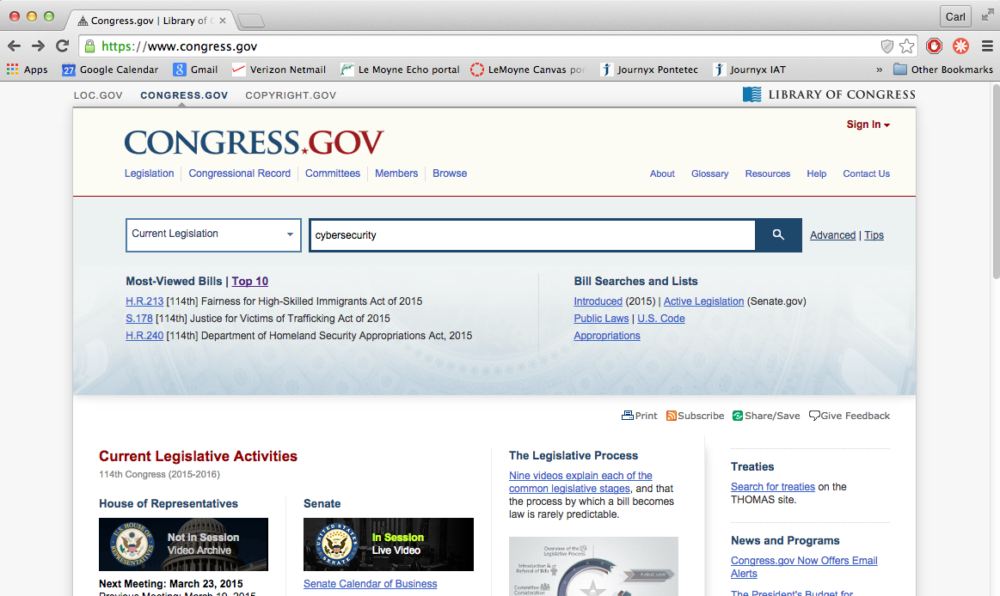 Congress.gov | Library of C
Carl
https://www.congress.gov
Apps 27 Google Calendar 8 Gmail Verizon Netmail Le Moyne Echo portal LeMoyne Canvas por Journyx Pontetec Journyx IAT » Other Bookmarks
LOC.GOV CONGRESS.GOV COPYRIGHT.GOV LIBRARY OF CONGRESS
Sign In
CONGRESS.GOV
Legislation Congressional Record Committees Members Browse About Glossary Resources Help Contact Us
Current Legislation cybersecurity Advanced | Tips
Most-Viewed Bills | Top 10
H.R.213 [114th] Fairness for High-Skilled Immigrants Act of 2015
S.178 [114th] Justice for Victims of Trafficking Act of 2015
H.R.240 [114th] Department of Homeland Security Appropriations Act, 2015
Bill Searches and Lists
Introduced (2015) | Active Legislation (Senate.gov)
Public Laws | U.S. Code
Appropriations
Print Subscribe Share/Save Give Feedback
Current Legislative Activities
114th Congress (2015-2016)
House of Representatives
U.S. HOUSE OF REPRESENTATIVES
Not In Session
Video Archive
Next Meeting: March 23, 2015
Previous Meeting: March 19, 2015
Senate
UNITED STATES SENATE
In Session
Live Video
Senate Calendar of Business
The Legislative Process
Nine videos explain each of the
common legislative stages, and that
the process by which a bill becomes
law is rarely predictable.
Overview of the
Legislative Process
Introduction &
Referral of Bills
Committee
Consideration
PUBLIC LAW
Treaties
Search for treaties on the
THOMAS site.
News and Programs
Congress.gov Now Offers Email
Alerts
The President's Budget for